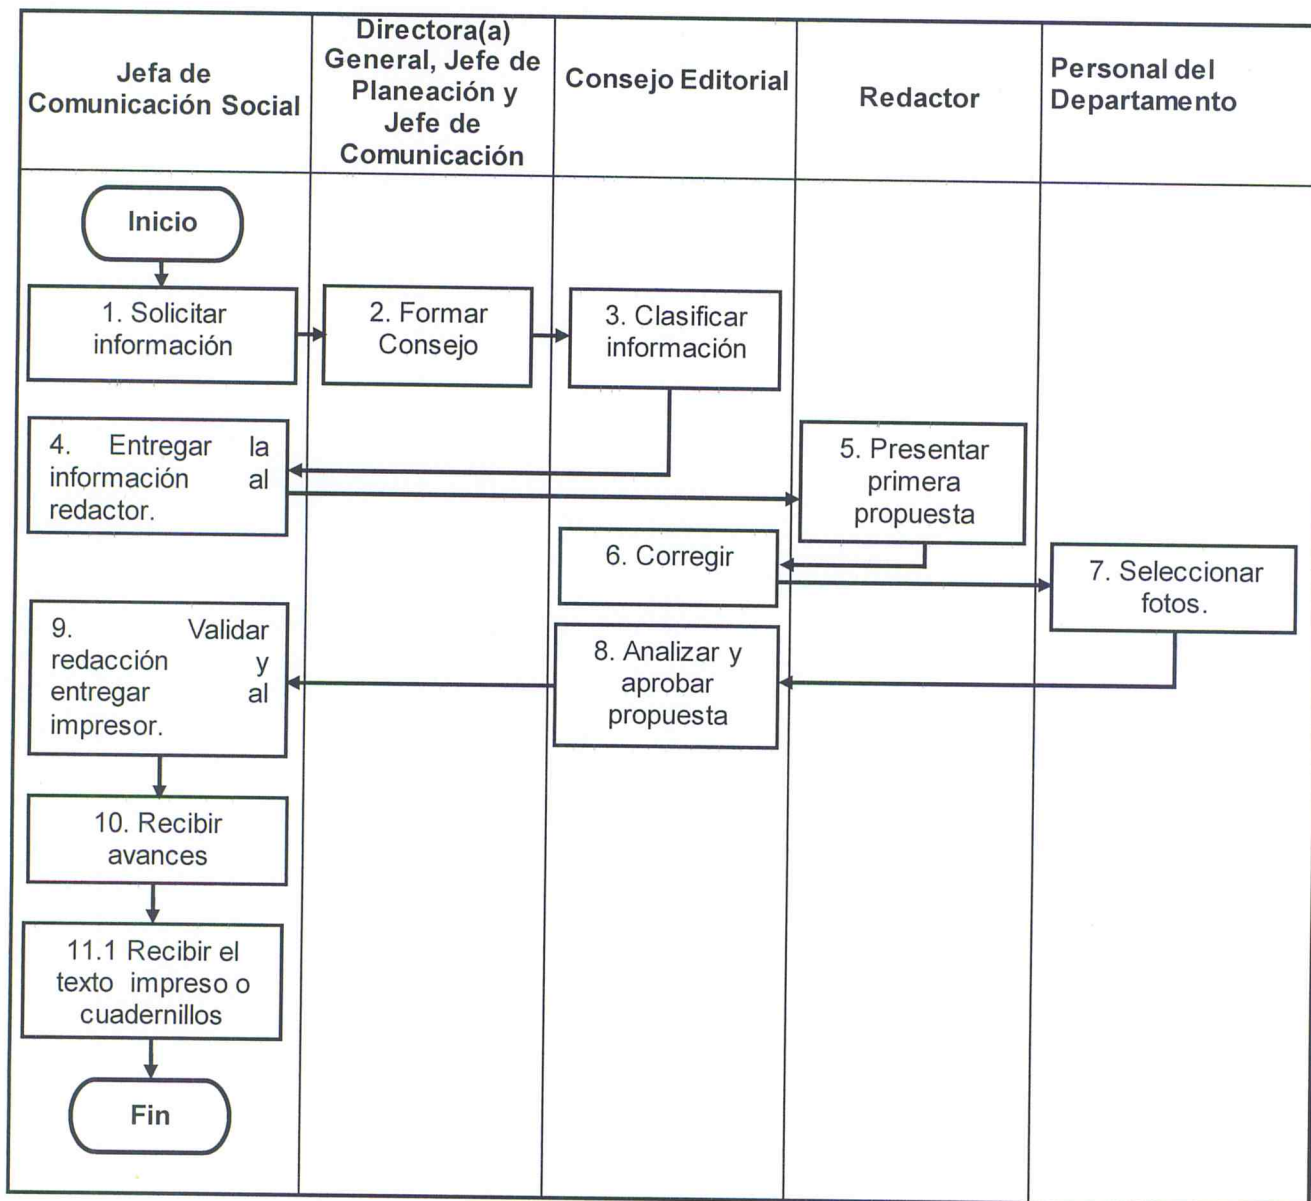 Jefa de
Comunicación Social
Directora(a)
General, Jefe de
Planeación y
Jefe de
Comunicación
Consejo Editorial
Redactor
Personal del
Departamento
Inicio
1. Solicitar
información
2. Formar
Consejo
3. Clasificar
información
4. Entregar la
información al
redactor.
5. Presentar
primera
propuesta
6. Corregir
7. Seleccionar
fotos.
8. Analizar y
aprobar
propuesta
9. Validar
redacción y
entregar al
impresor.
10. Recibir
avances
11.1 Recibir el
texto impreso o
cuadernillos
Fin